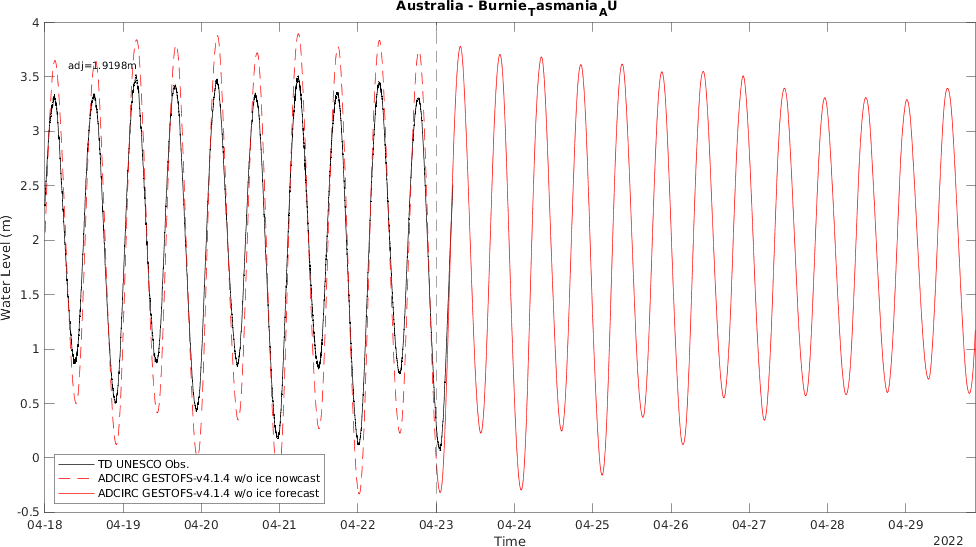 Australia - Burnie_Tasmania_AU
4
adj=1.9198m
3.5
3
2.5
2
1.5
1
0.5
0
-0.5
Water Level (m)
TD UNESCO Obs.
ADCIRC GESTOFS-v4.1.4 w/o ice nowcast
ADCIRC GESTOFS-v4.1.4 w/o ice forecast
04-18 04-19 04-20 04-21 04-22 04-23 04-24 04-25 04-26 04-27 04-28 04-29
Time
2022